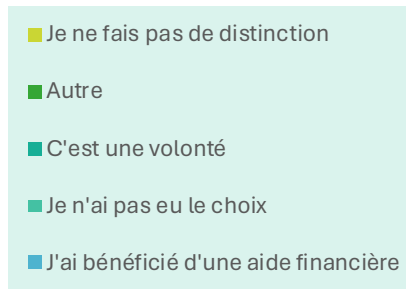 Je ne fais pas de distinction
Autre
C'est une volonté
Je n'ai pas eu le choix
J'ai bénéficié d'une aide financière